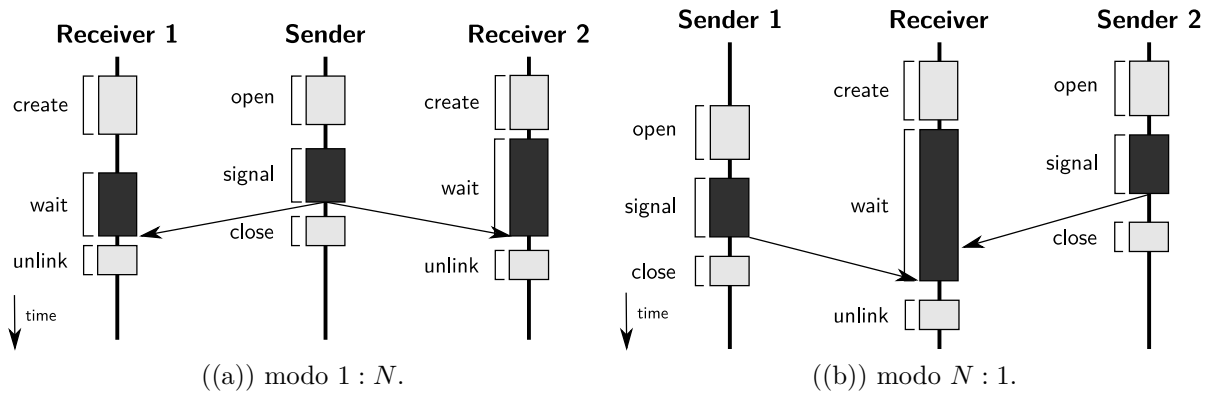 Receiver 1
Sender
Receiver 2
create
open
create
signal
wait
wait
close
unlink
unlink
time
((a)) modo 1 : N.
Sender 1
Receiver
Sender 2
create
open
open
signal
signal
wait
close
close
unlink
time
((b)) modo N : 1.